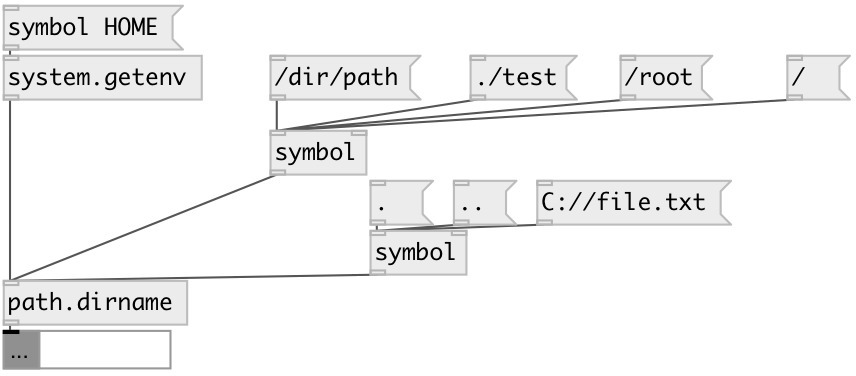 symbol HOME
system.getenv
/dir/path
./test
/root
/
symbol
.
..
C://file.txt
symbol
path.dirname
...